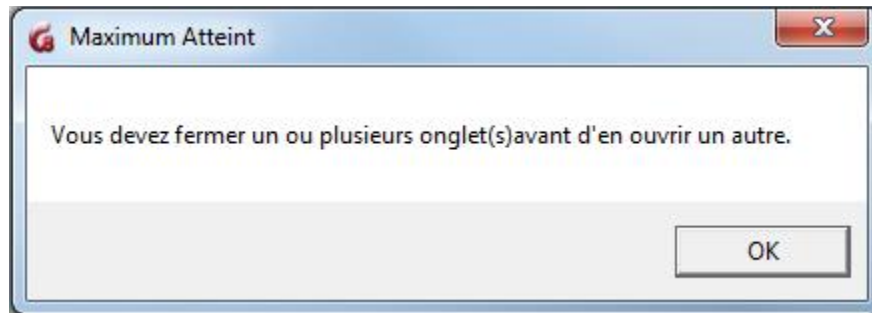 Maximum Atteint
Vous devez fermer un ou plusieurs onglet(s)avant d'en ouvrir un autre.
OK